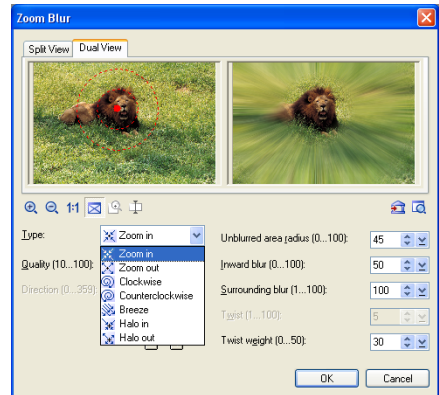 Zoom Blur
Split View Dual View
1:1
Type: Zoom in
Unblurred area radius (0...100): 45
Zoom in
Quality (10...100): Zoom out
Inward blur (0...100): 50
Direction (0...359): Clockwise
Counterclockwise
Surrounding blur (1...100): 100
Breeze
Twist (1...100): 5
Halo in
Halo out
Twist weight (0...50): 30
OK Cancel